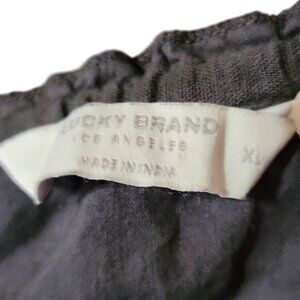 LUCKY BRAND
LOS ANGELES
MADE IN INDIA
XL